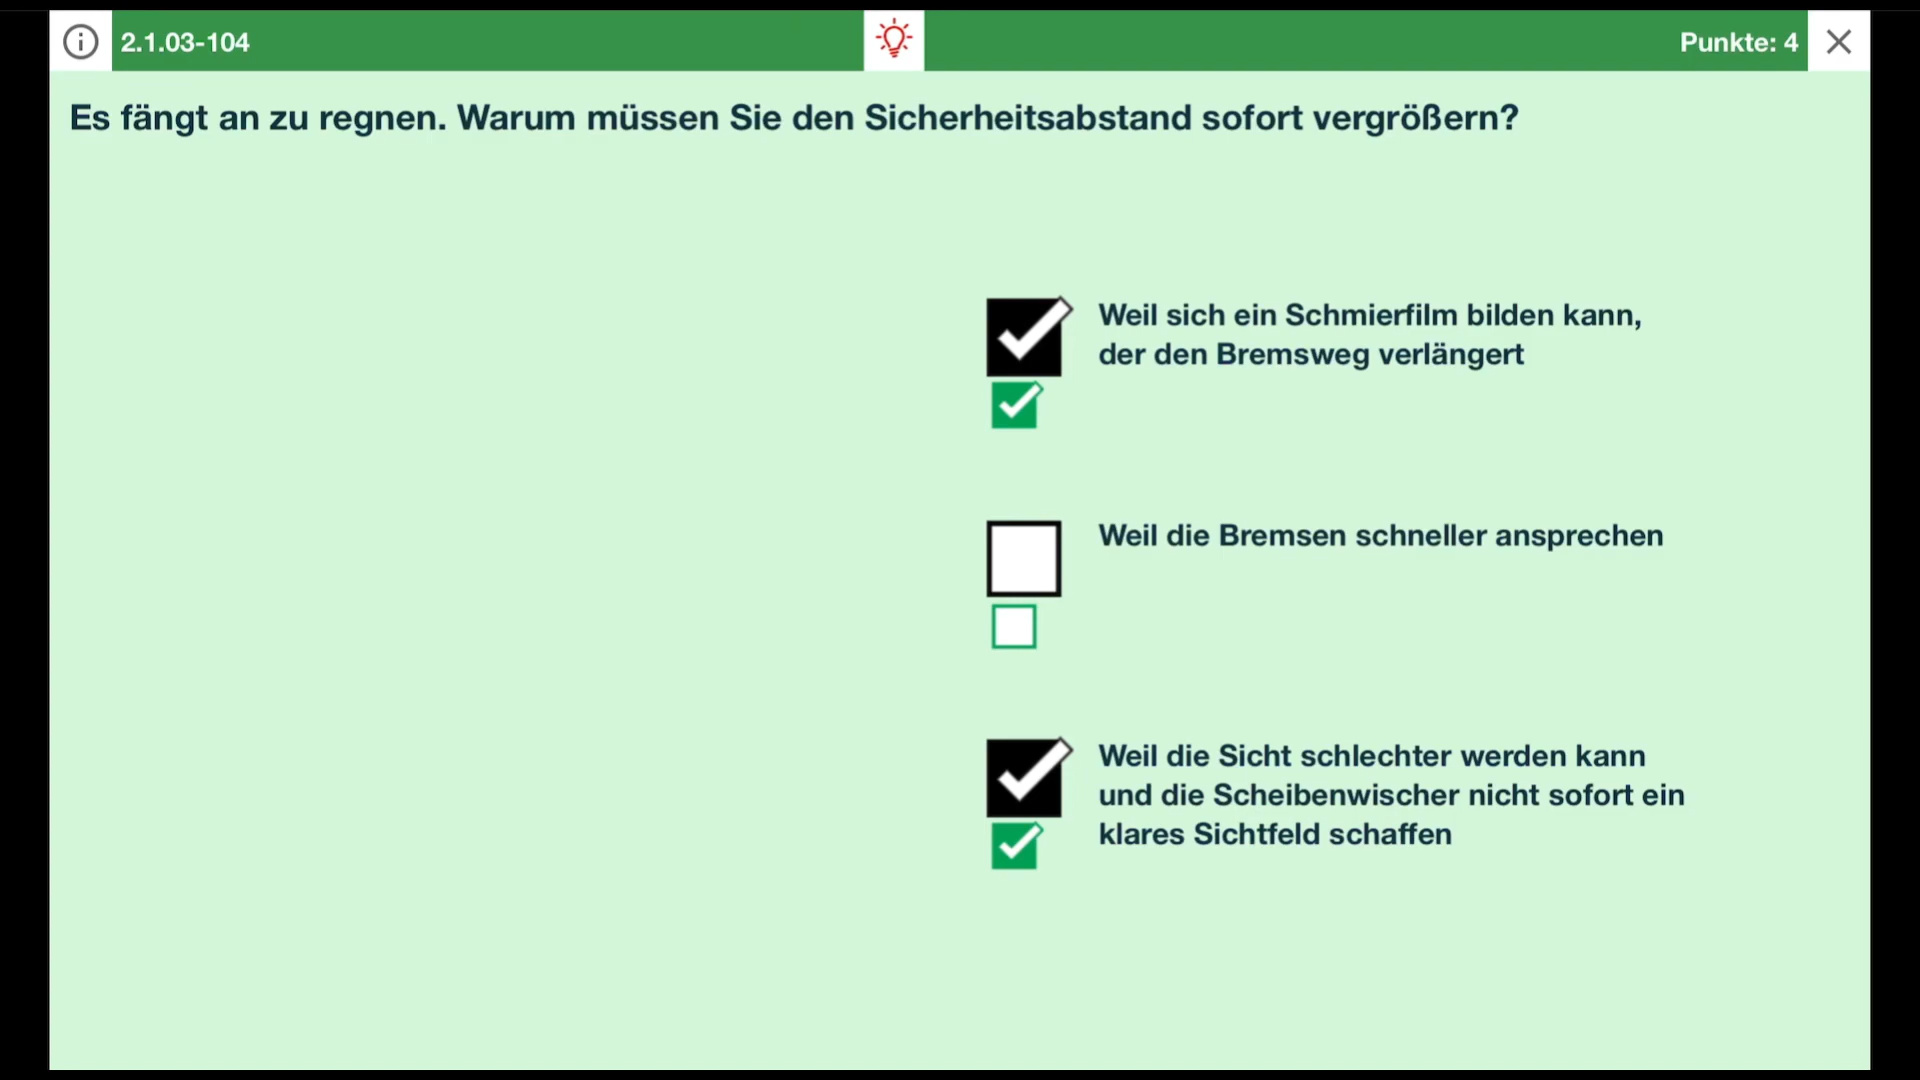 2.1.03-104
Punkte: 4
Es fängt an zu regnen. Warum müssen Sie den Sicherheitsabstand sofort vergrößern?
Weil sich ein Schmierfilm bilden kann,
der den Bremsweg verlängert
Weil die Bremsen schneller ansprechen
Weil die Sicht schlechter werden kann
und die Scheibenwischer nicht sofort ein
klares Sichtfeld schaffen